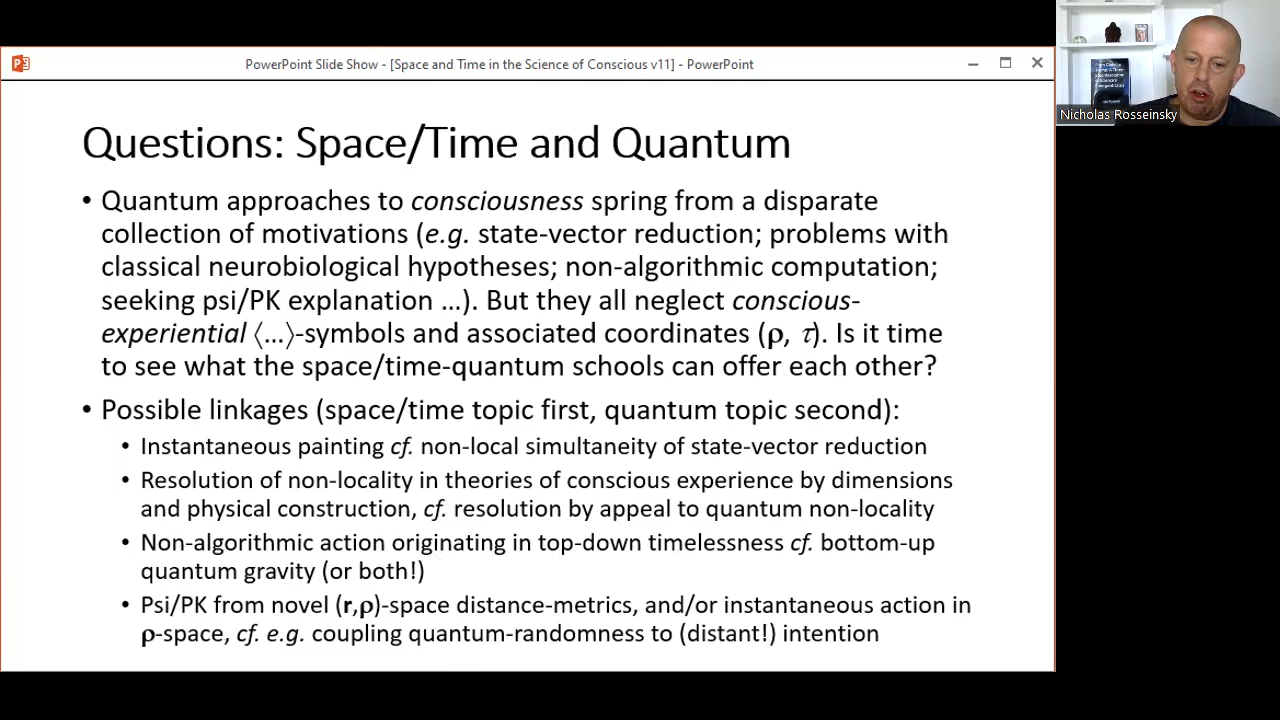 PowerPoint Slide Show - [Space and Time in the Science of Conscious v11] - PowerPoint
Nicholas Rosseinsky
Questions: Space/Time and Quantum
• Quantum approaches to consciousness spring from a disparate
collection of motivations (e.g. state-vector reduction; problems with
classical neurobiological hypotheses; non-algorithmic computation;
seeking psi/PK explanation …). But they all neglect conscious-
experiential ⟨…⟩-symbols and associated coordinates (ρ, τ). Is it time
to see what the space/time-quantum schools can offer each other?
• Possible linkages (space/time topic first, quantum topic second):
• Instantaneous painting cf. non-local simultaneity of state-vector reduction
• Resolution of non-locality in theories of conscious experience by dimensions
and physical construction, cf. resolution by appeal to quantum non-locality
• Non-algorithmic action originating in top-down timelessness cf. bottom-up
quantum gravity (or both!)
• Psi/PK from novel (r,ρ)-space distance-metrics, and/or instantaneous action in
ρ-space, cf. e.g. coupling quantum-randomness to (distant!) intention